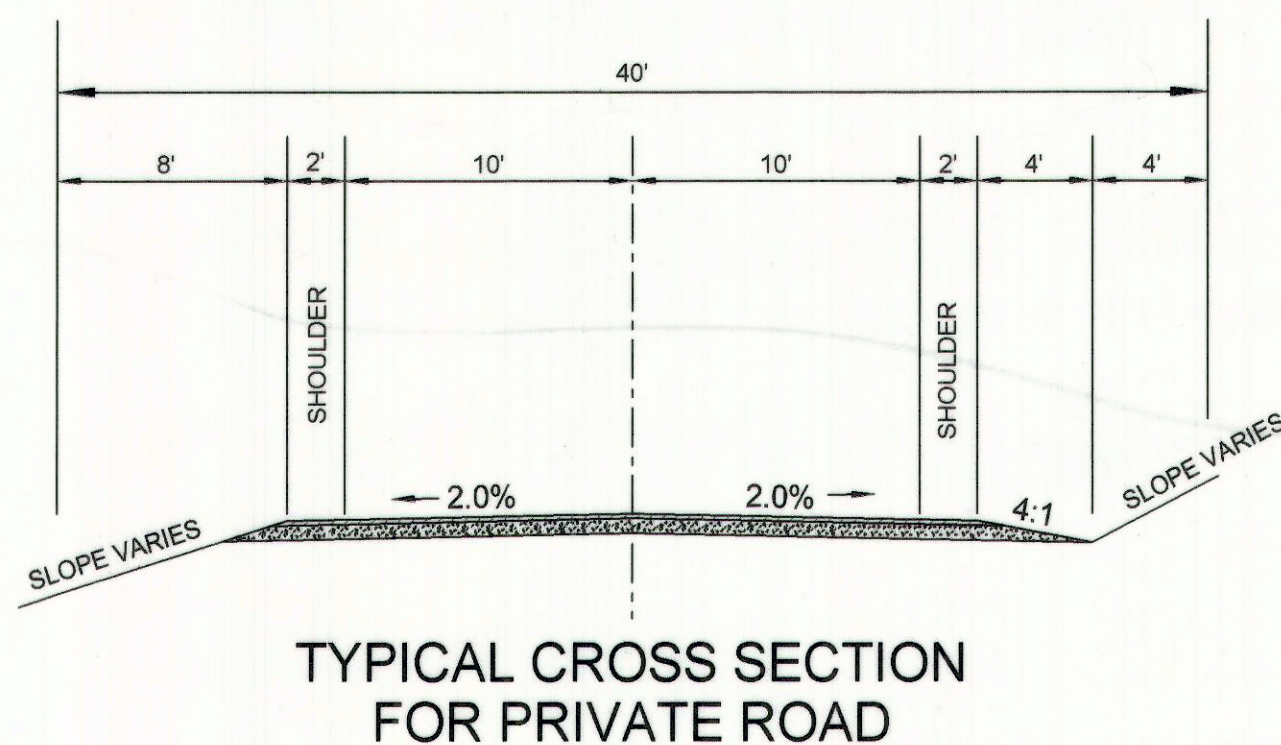 40'
8'
2'
10'
10'
2'
4'
4'
SHOULDER
SHOULDER
SLOPE VARIES
2.0%
2.0%
4:1
SLOPE VARIES
TYPICAL CROSS SECTION
FOR PRIVATE ROAD